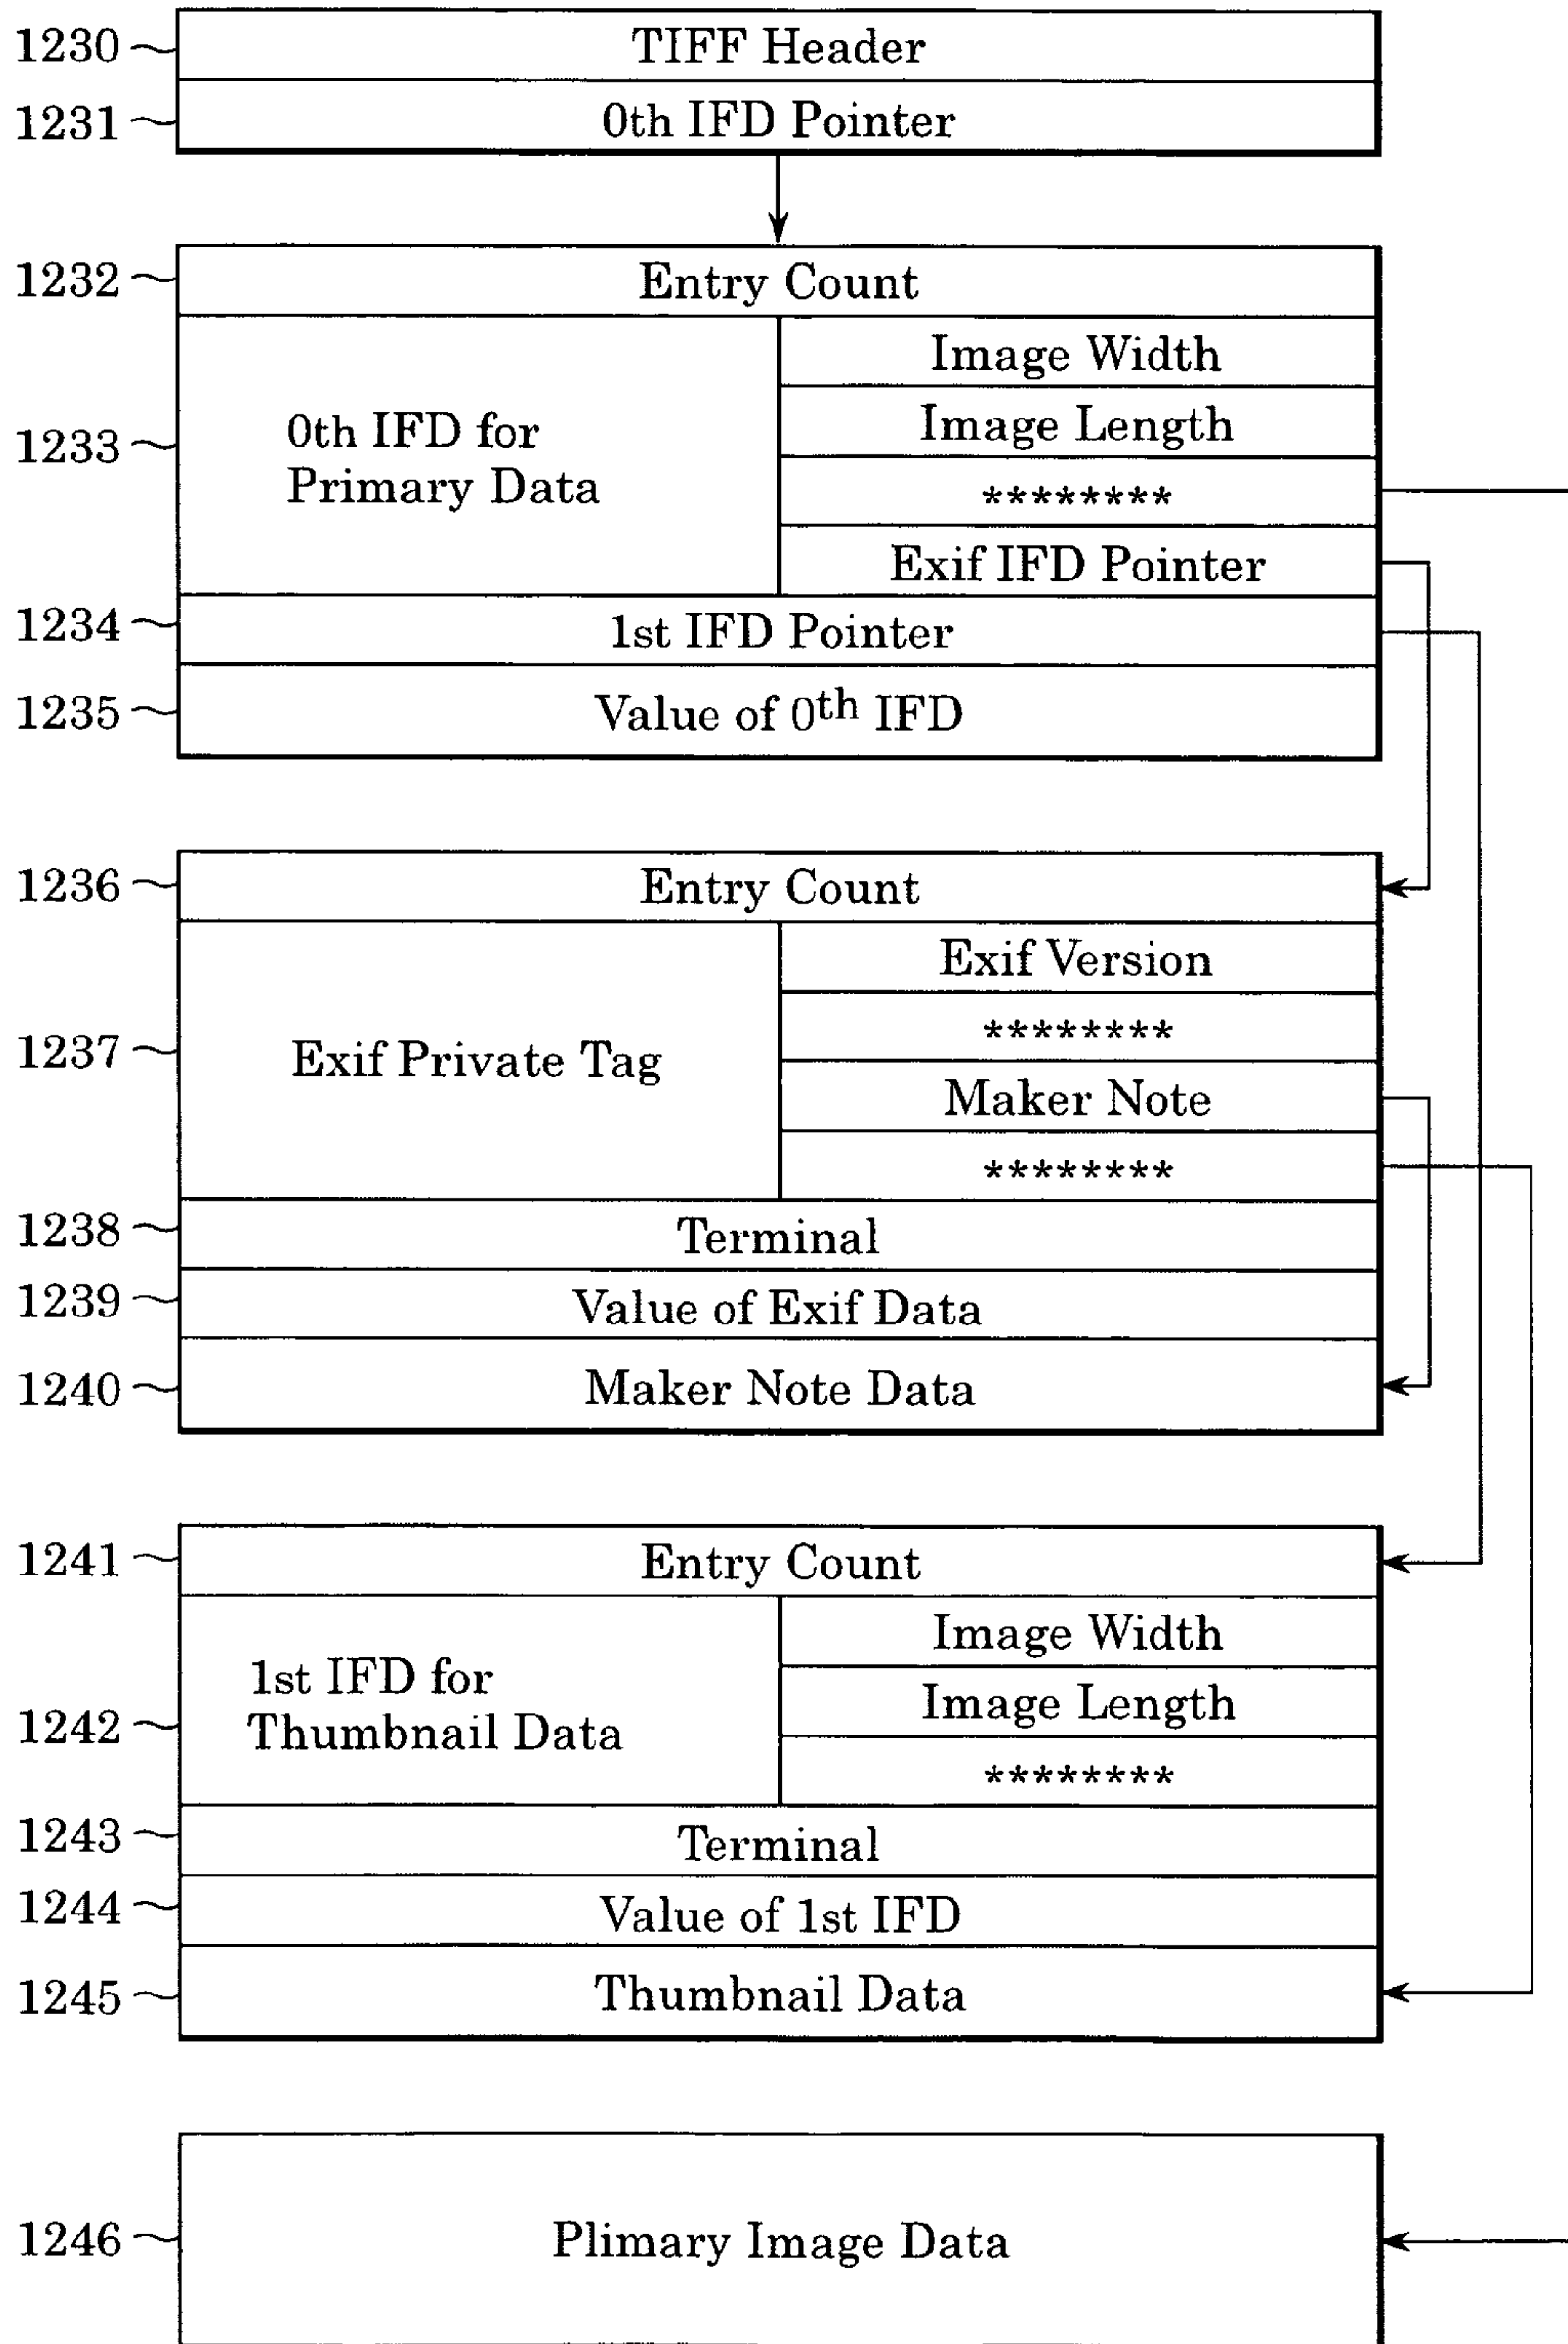 1230 TIFF Header
1231 0th IFD Pointer
1232 Entry Count
Image Width
Image Length
1233 0th IFD for
Primary Data
********
Exif IFD Pointer
1234 1st IFD Pointer
1235 Value of 0th IFD
1236 Entry Count
Exif Version
********
1237 Exif Private Tag
Maker Note
********
1238 Terminal
1239 Value of Exif Data
1240 Maker Note Data
1241 Entry Count
Image Width
1st IFD for
Image Length
1242 Thumbnail Data
********
1243 Terminal
1244 Value of 1st IFD
1245 Thumbnail Data
1246 Plimary Image Data